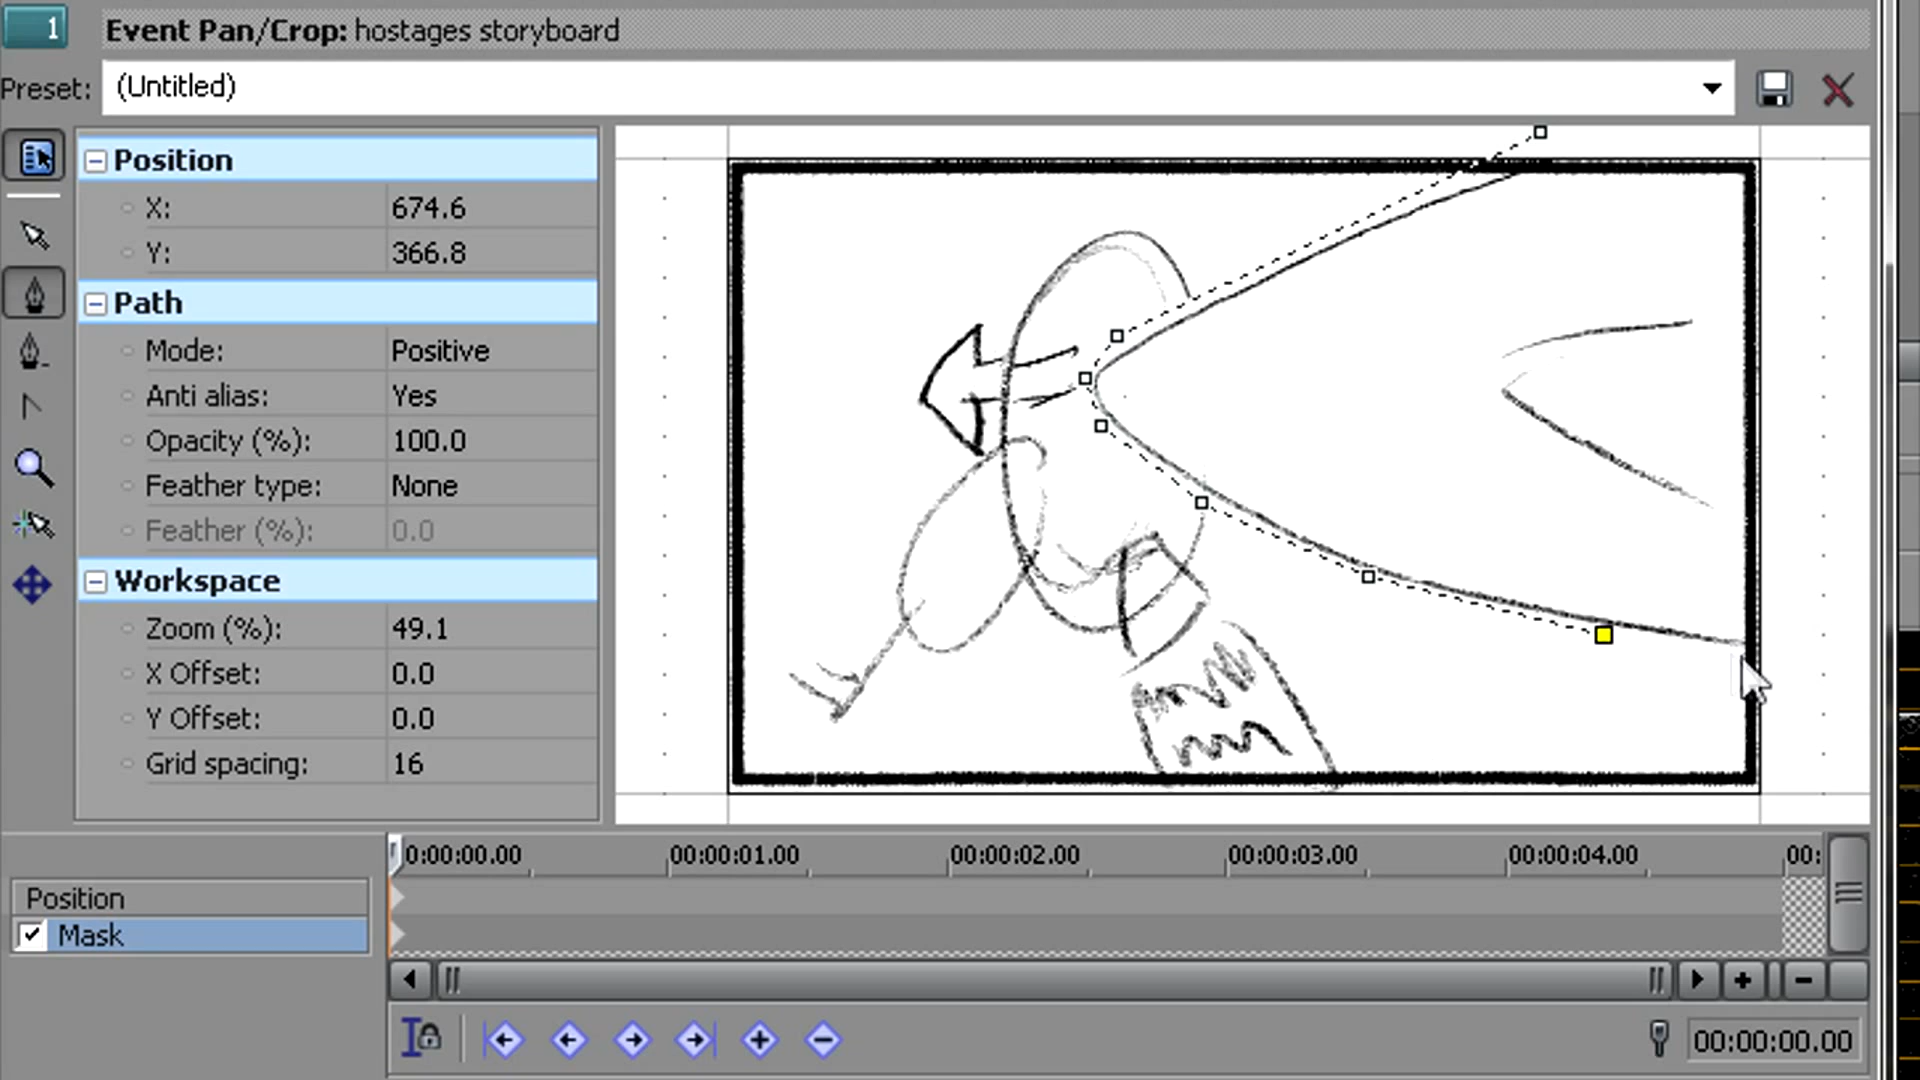 1
Event Pan/Crop: hostages storyboard
Preset: (Untitled)
Position
X: 674.6
Y: 366.8
Path
Mode: Positive
Anti alias: Yes
Opacity (%): 100.0
Feather type: None
Feather (%): 0.0
Workspace
Zoom (%): 49.1
X Offset: 0.0
Y Offset: 0.0
Grid spacing: 16
0:00:00.00 00:00:01.00 00:00:02.00 00:00:03.00 00:00:04.00 00:
Position
Mask
00:00:00.00